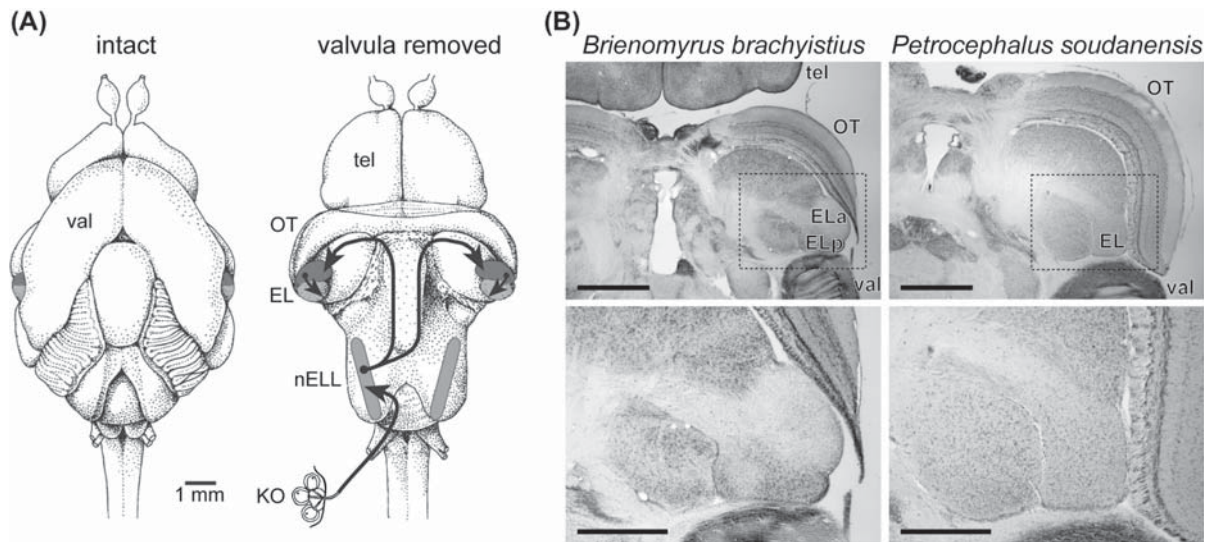 (A)
intact
valvula removed
val
tel
OT
EL
nELL
KO
1 mm
(B)
Brienomyrus brachyistius
Petrocephalus soudanensis
tel
OT
ELa
ELp
val
OT
EL
val